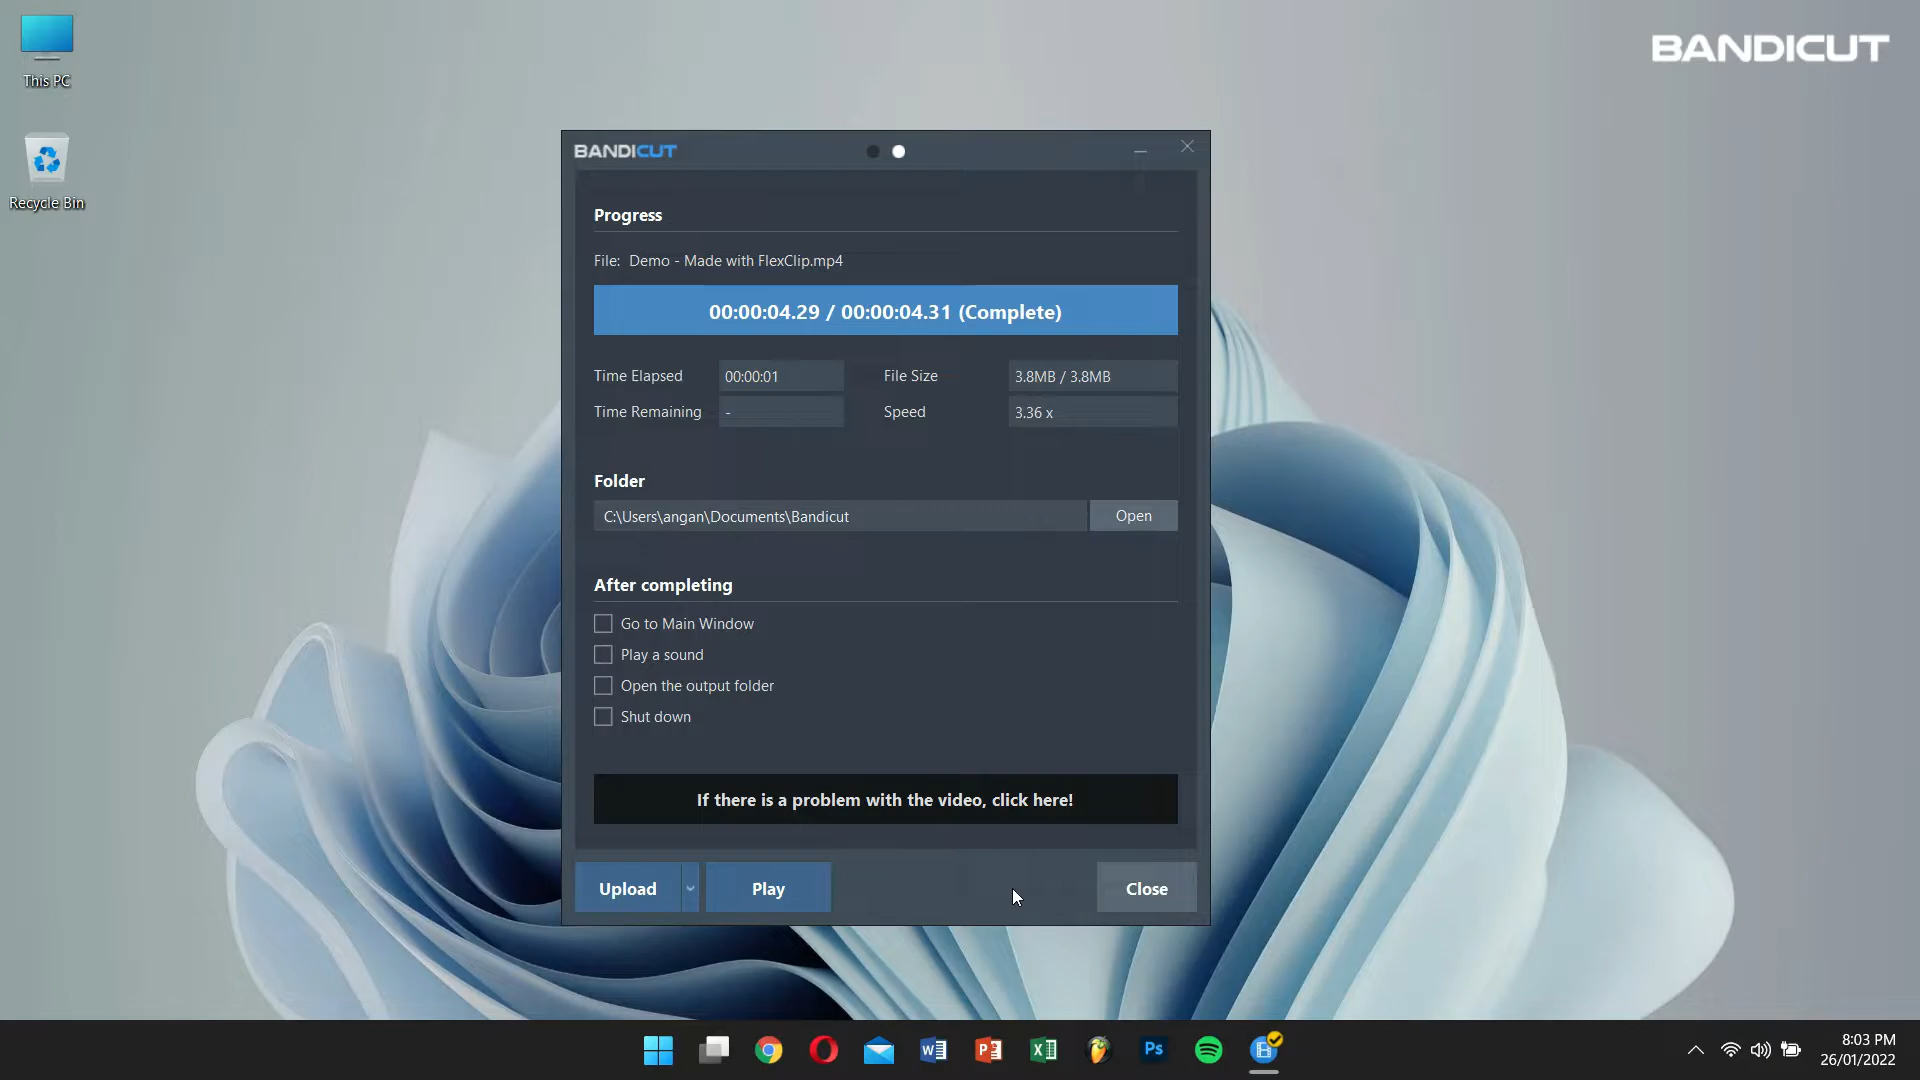 This PC
Recycle Bin
BANDICUT
BANDICUT
Progress
File: Demo - Made with FlexClip.mp4
00:00:04.29 / 00:00:04.31 (Complete)
Time Elapsed 00:00:01 File Size 3.8MB / 3.8MB
Time Remaining - Speed 3.36 x
Folder
C:\Users\angan\Documents\Bandicut Open
After completing
Go to Main Window
Play a sound
Open the output folder
Shut down
If there is a problem with the video, click here!
Upload Play Close
W P X Ps
8:03 PM
26/01/2022